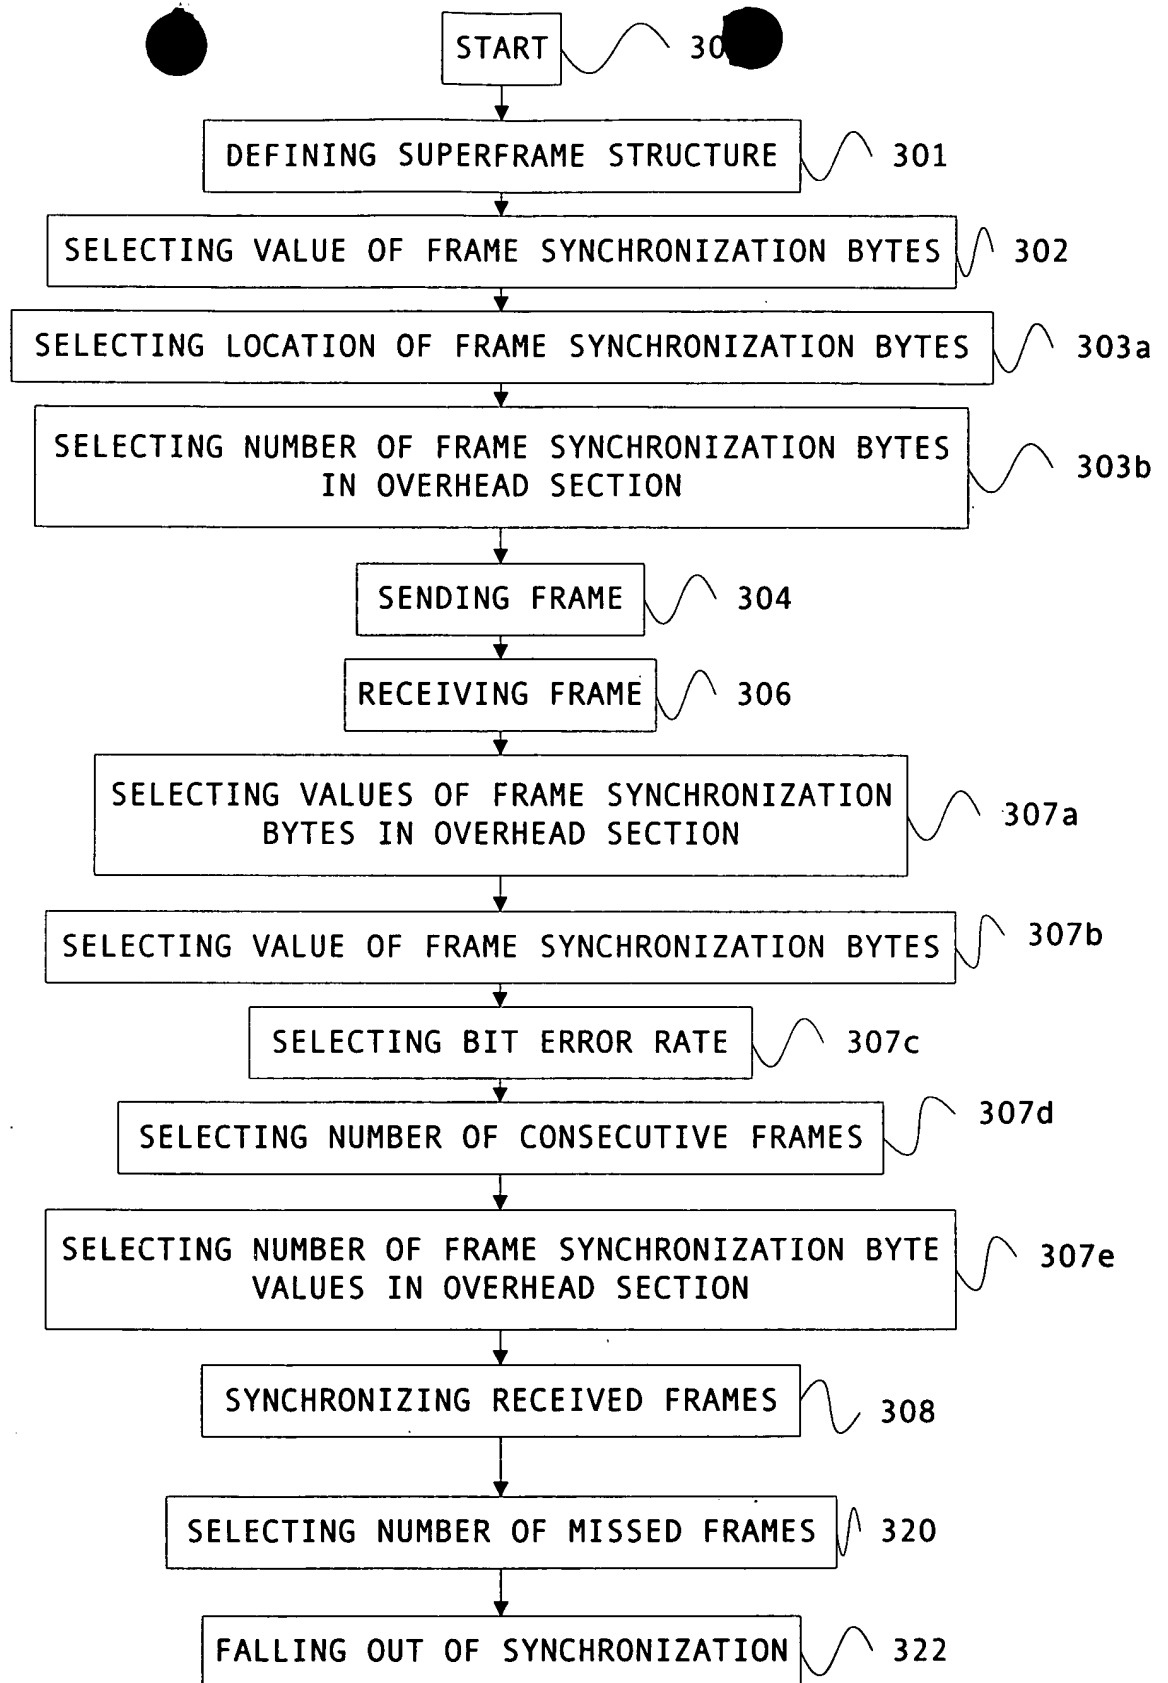 START
DEFINING SUPERFRAME STRUCTURE 301
SELECTING VALUE OF FRAME SYNCHRONIZATION BYTES 302
SELECTING LOCATION OF FRAME SYNCHRONIZATION BYTES 303a
SELECTING NUMBER OF FRAME SYNCHRONIZATION BYTES
IN OVERHEAD SECTION
303b
SENDING FRAME 304
RECEIVING FRAME 306
SELECTING VALUES OF FRAME SYNCHRONIZATION
BYTES IN OVERHEAD SECTION
307a
SELECTING VALUE OF FRAME SYNCHRONIZATION BYTES 307b
SELECTING BIT ERROR RATE 307c
SELECTING NUMBER OF CONSECUTIVE FRAMES 307d
SELECTING NUMBER OF FRAME SYNCHRONIZATION BYTE
VALUES IN OVERHEAD SECTION
307e
SYNCHRONIZING RECEIVED FRAMES 308
SELECTING NUMBER OF MISSED FRAMES 320
FALLING OUT OF SYNCHRONIZATION 322